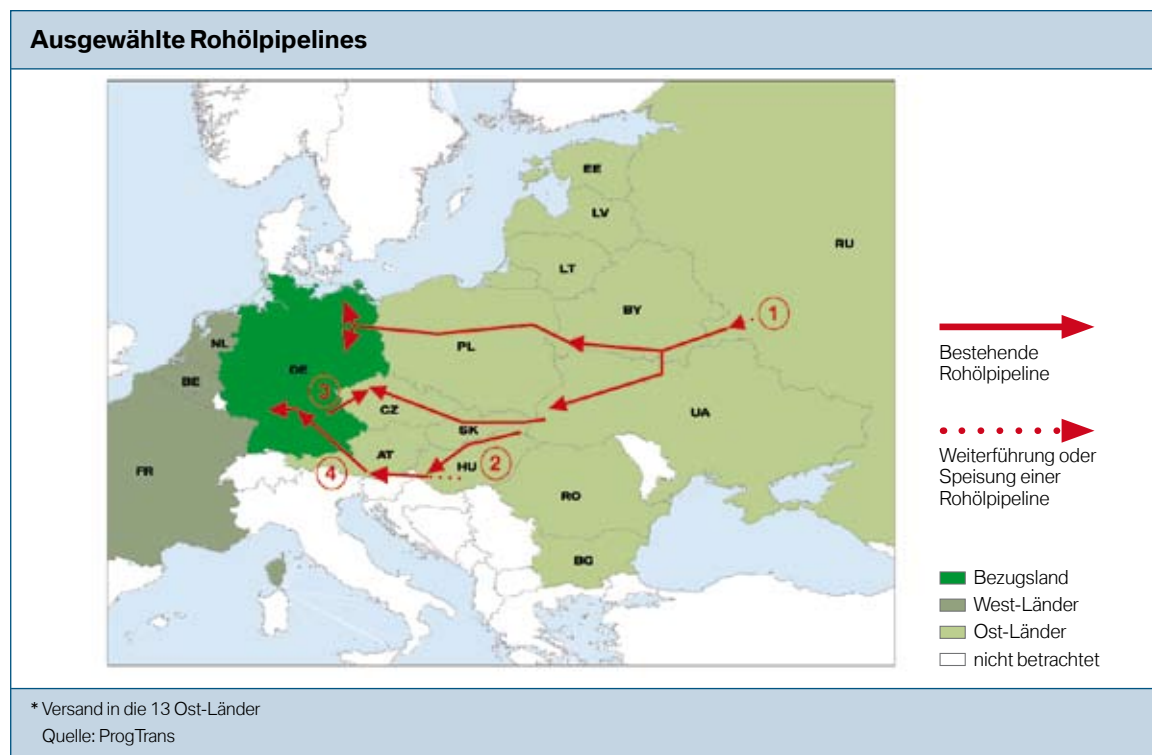 Ausgewählte Rohölpipelines
EE
LV
RU
LT
BY
1
NL
PL
DE
BE
3
CZ
UA
SK
AT
2
FR
4
HU
RO
BG
Bestehende
Rohölpipeline
Weiterführung oder
Speisung einer
Rohölpipeline
Bezugsland
West-Länder
Ost-Länder
nicht betrachtet
* Versand in die 13 Ost-Länder
Quelle: ProgTrans